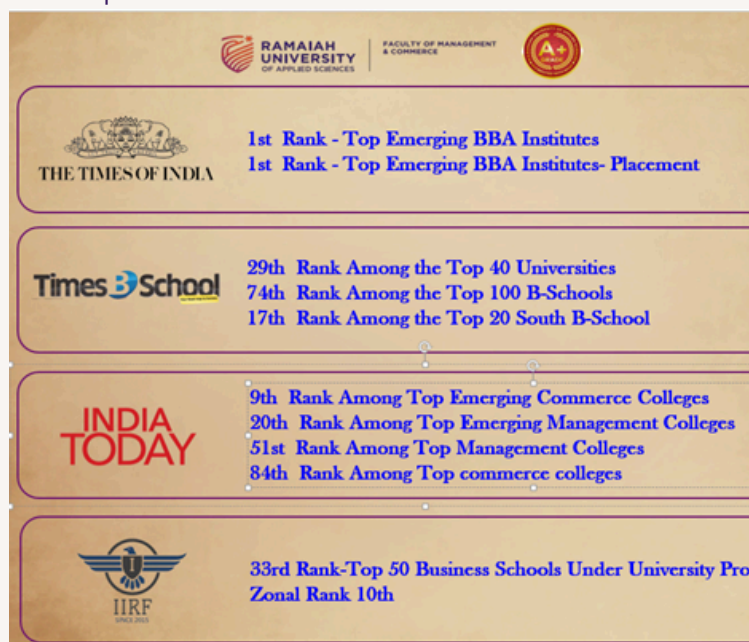 RAMAIAH
UNIVERSITY
OF APPLIED SCIENCES
FACULTY OF MANAGEMENT
& COMMERCE
A+
GRADE
THE TIMES OF INDIA
1st Rank - Top Emerging BBA Institutes
1st Rank - Top Emerging BBA Institutes- Placement
Times B School
29th Rank Among the Top 40 Universities
74th Rank Among the Top 100 B-Schools
17th Rank Among the Top 20 South B-School
INDIA
TODAY
9th Rank Among Top Emerging Commerce Colleges
20th Rank Among Top Emerging Management Colleges
51st Rank Among Top Management Colleges
84th Rank Among Top commerce colleges
I
IIRF
SINCE 2015
33rd Rank-Top 50 Business Schools Under University Pro
Zonal Rank 10th